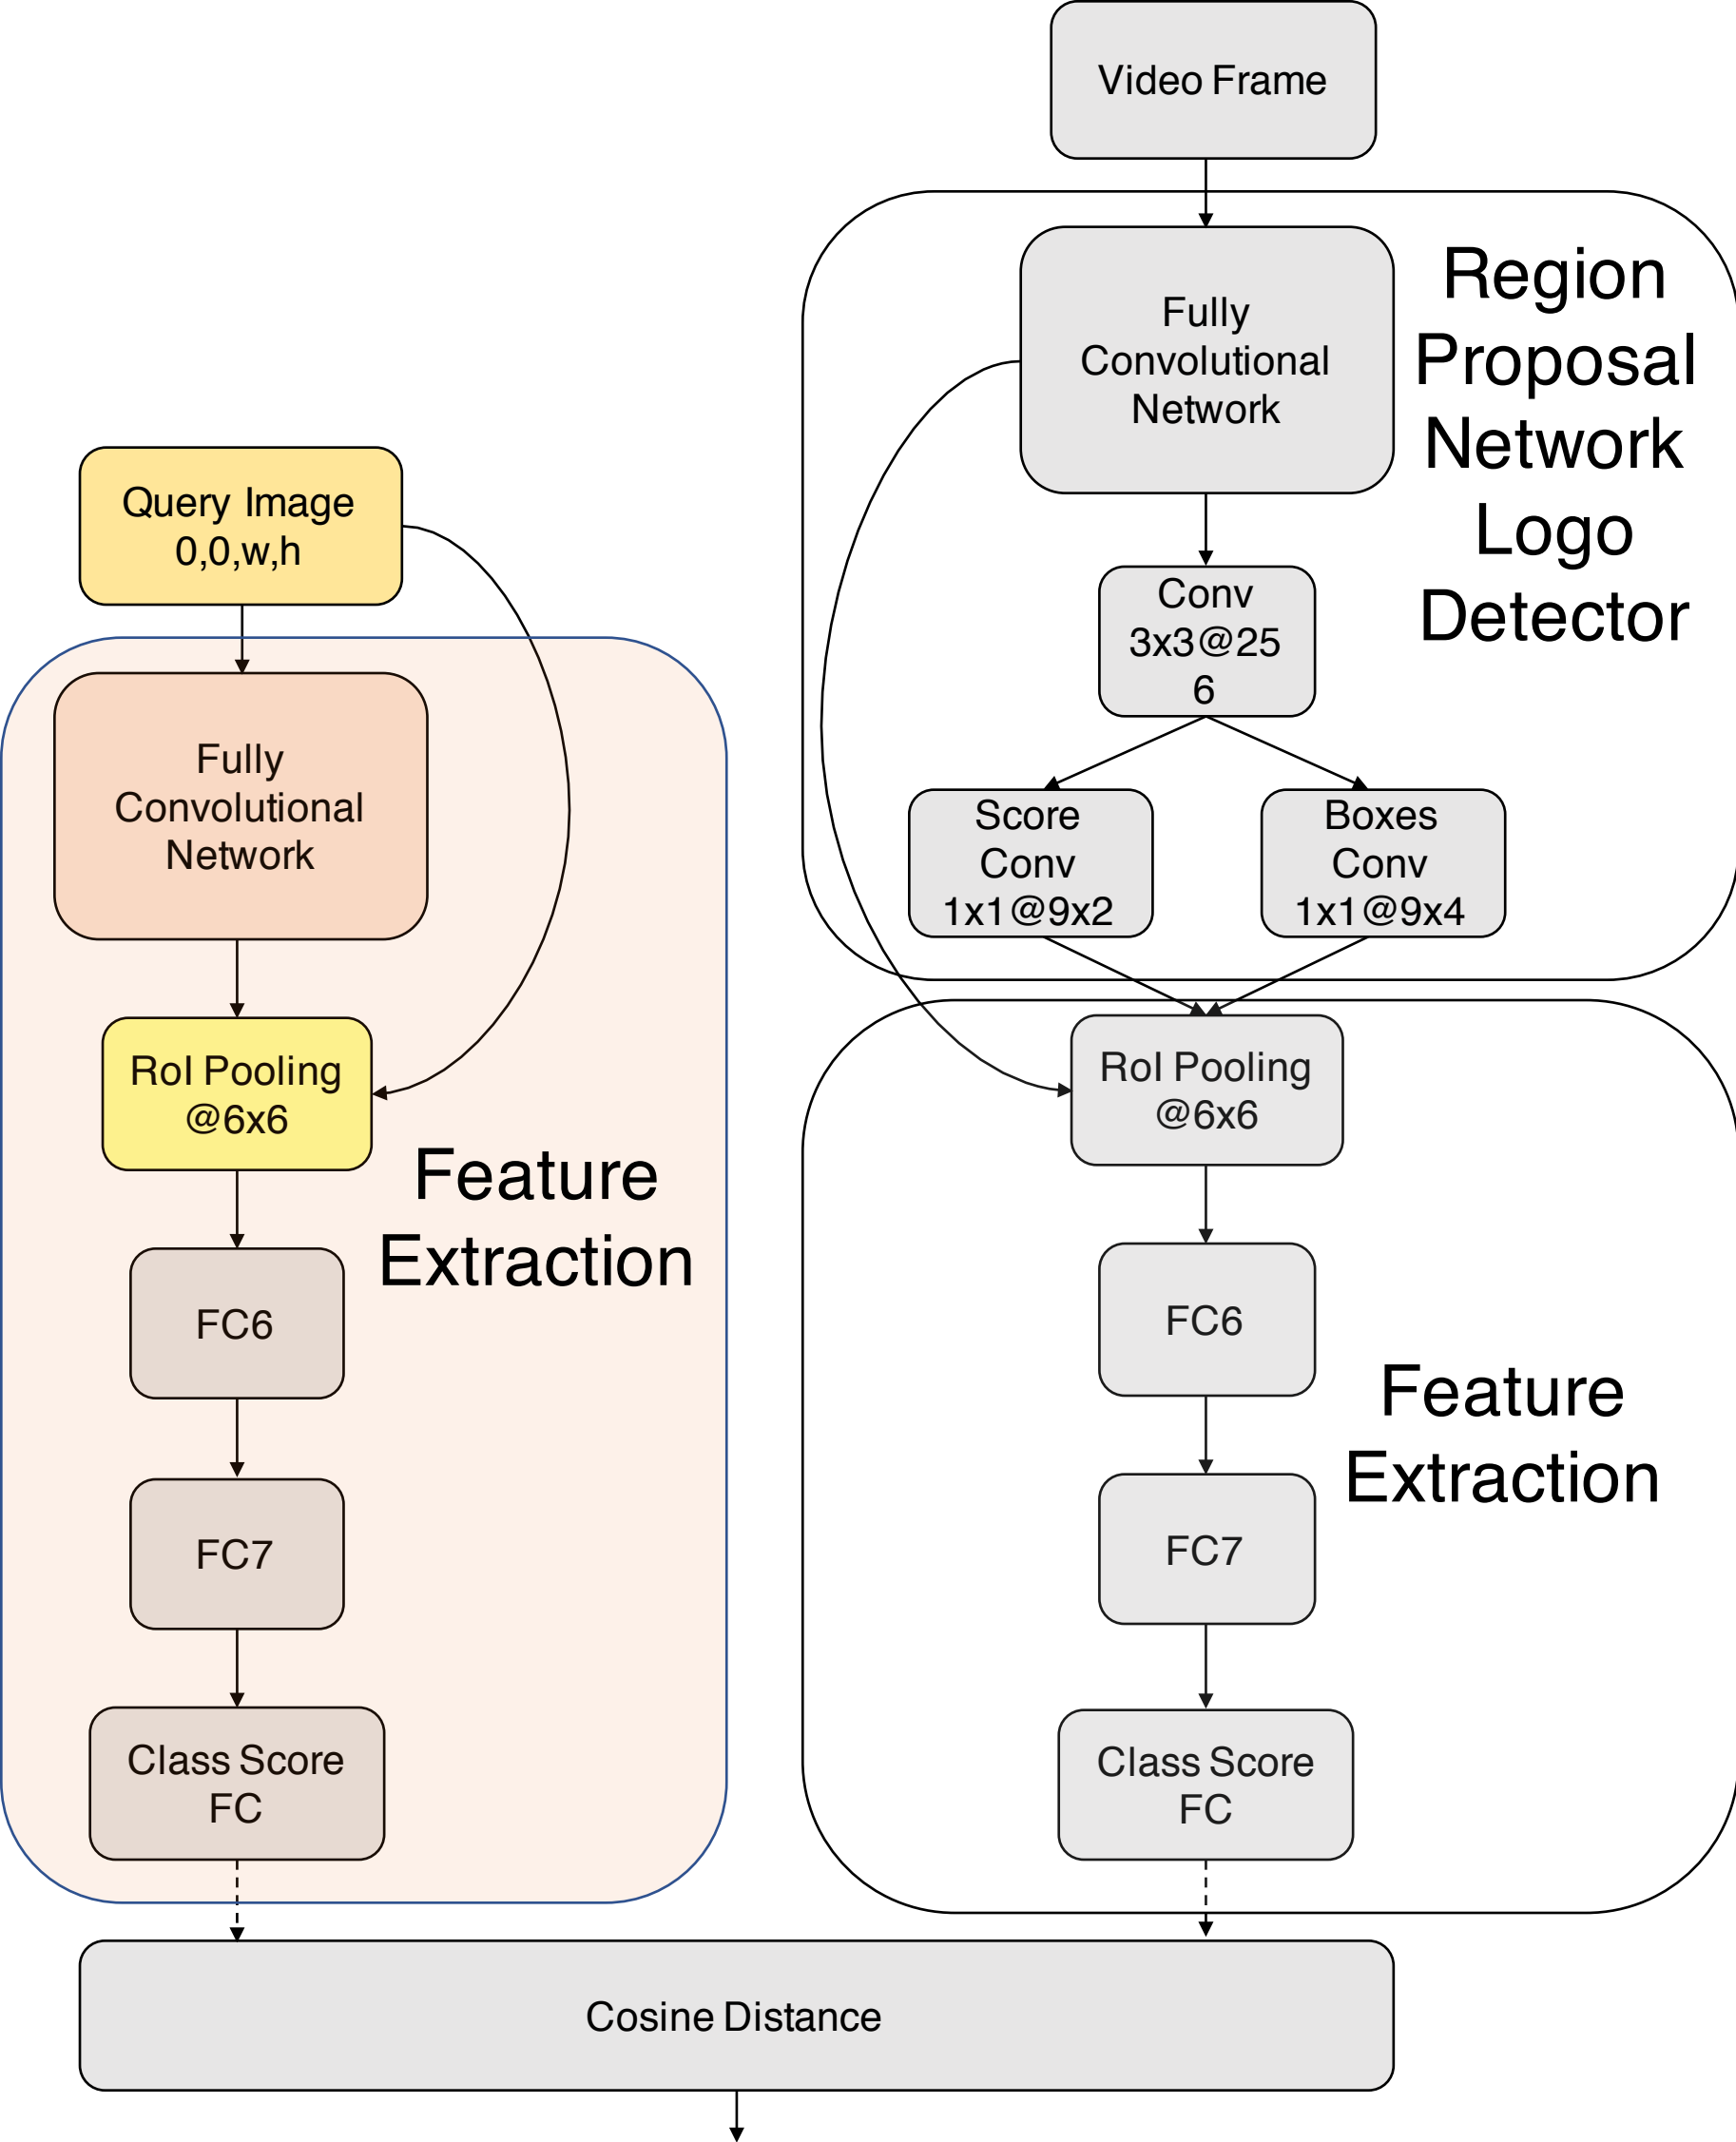 Video Frame
Fully
Convolutional
Network
Region
Proposal
Network
Logo
Detector
Conv
3x3@25
6
Score
Conv
1x1@9x2
Boxes
Conv
1x1@9x4
Query Image
0,0,w,h
Fully
Convolutional
Network
RoI Pooling
@6x6
Feature
Extraction
FC6
FC7
Class Score
FC
RoI Pooling
@6x6
FC6
Feature
Extraction
FC7
Class Score
FC
Cosine Distance